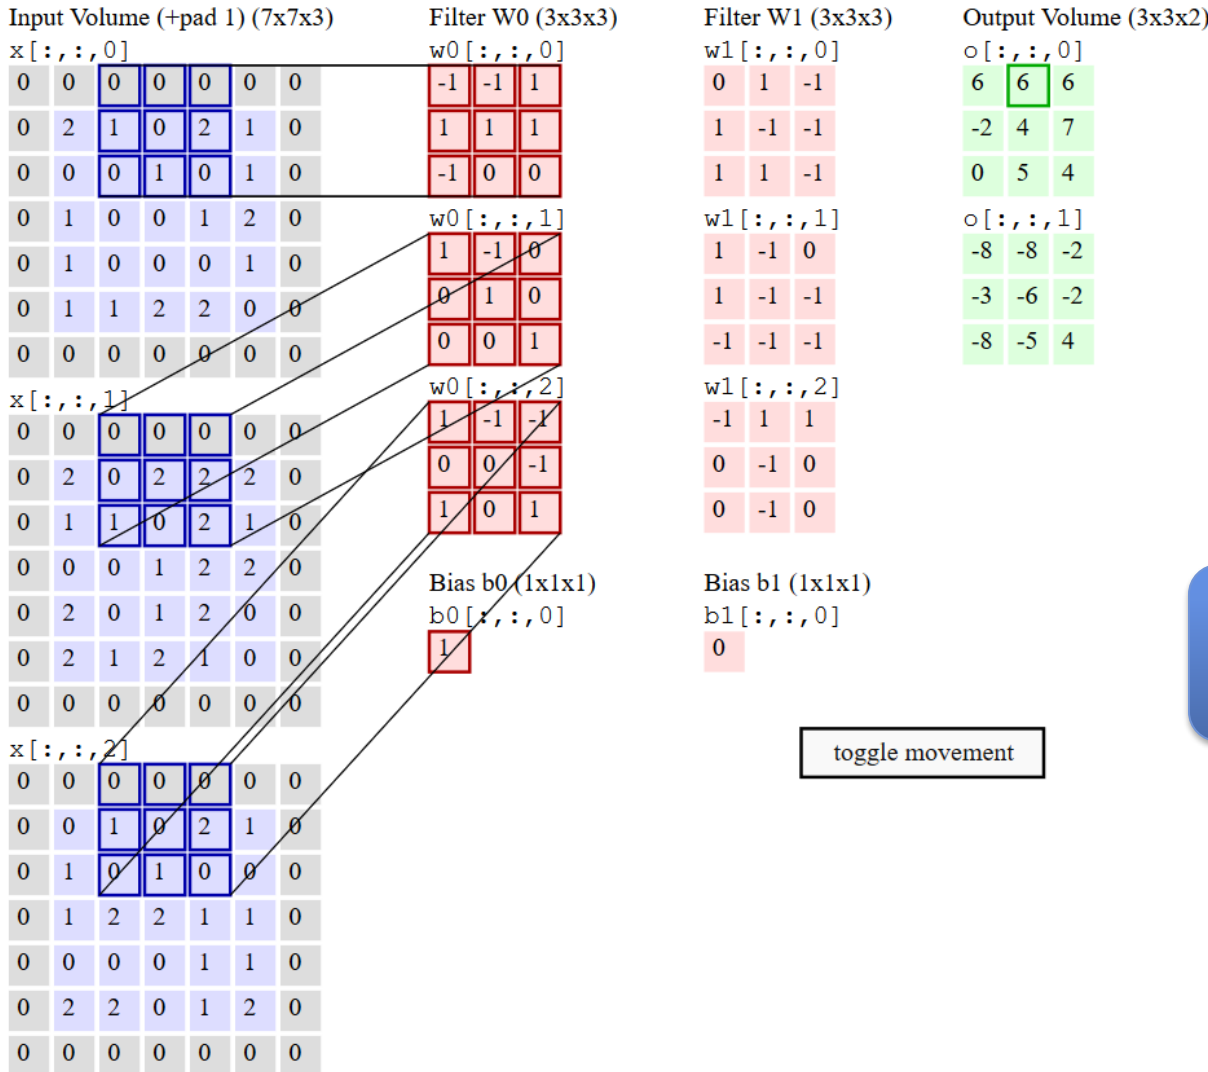 Input Volume (+pad 1) (7x7x3)
x[:,:,0]
0 0 0 0 0 0 0
0 2 1 0 2 1 0
0 0 0 1 0 1 0
0 1 0 0 1 2 0
0 1 0 0 0 1 0
0 1 1 2 2 0 0
0 0 0 0 0 0 0
x[:,:,1]
0 0 0 0 0 0 0
0 2 0 2 2 2 0
0 1 1 0 2 1 0
0 0 0 1 2 2 0
0 2 0 1 2 0 0
0 2 1 2 1 0 0
0 0 0 0 0 0 0
x[:,:,2]
0 0 0 0 0 0 0
0 0 1 0 2 1 0
0 1 0 1 0 0 0
0 1 2 2 1 1 0
0 0 0 0 1 1 0
0 2 2 0 1 2 0
0 0 0 0 0 0 0
Filter W0 (3x3x3)
w0[:,:,0]
-1 -1 1
1 1 1
-1 0 0
w0[:,:,1]
1 -1 0
0 1 0
0 0 1
w0[:,:,2]
1 -1 -1
0 0 -1
1 0 1
Bias b0 (1x1x1)
b0[:,:,0]
1
Filter W1 (3x3x3)
w1[:,:,0]
0 1 -1
1 -1 -1
1 1 -1
w1[:,:,1]
1 -1 0
1 -1 -1
-1 -1 -1
w1[:,:,2]
-1 1 1
0 -1 0
0 -1 0
Bias b1 (1x1x1)
b1[:,:,0]
0
Output Volume (3x3x2)
o[:,:,0]
6 6 6
-2 4 7
0 5 4
o[:,:,1]
-8 -8 -2
-3 -6 -2
-8 -5 4
toggle movement